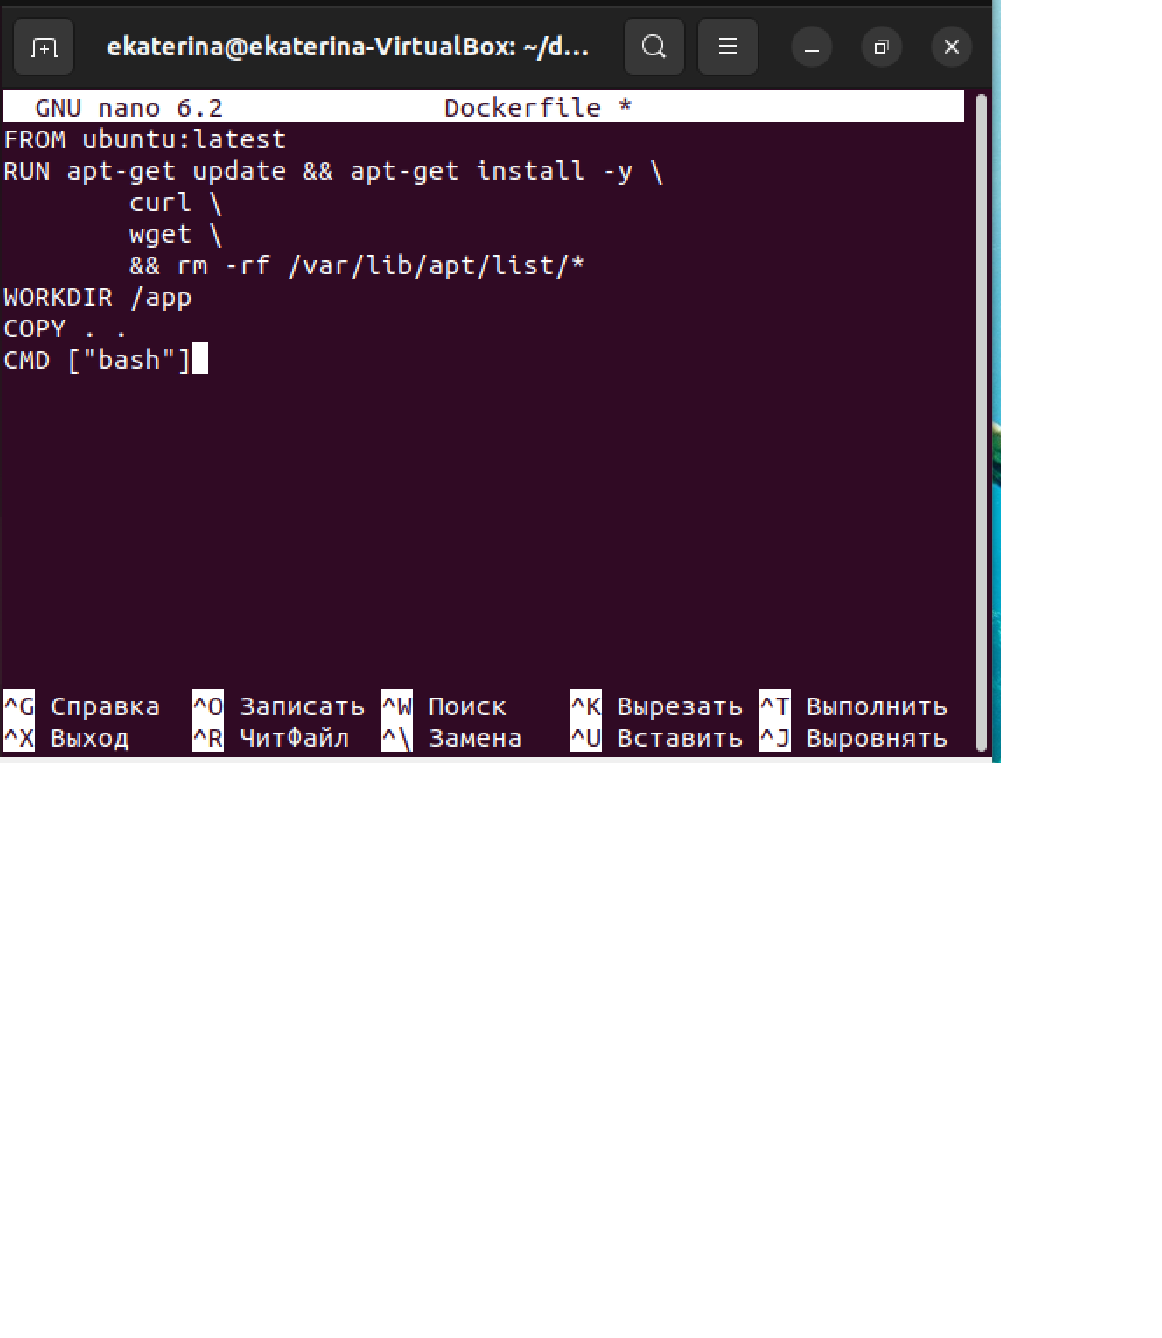 ekaterina@ekaterina-VirtualBox: ~/d...
GNU nano 6.2 Dockerfile *
FROM ubuntu:latest
RUN apt-get update && apt-get install -y \
curl \
wget \
&& rm -rf /var/lib/apt/list/*
WORKDIR /app
COPY . .
CMD ["bash"]
^G Справка ^O Записать ^W Поиск ^K Вырезать ^T Выполнить
^X Выход ^R ЧитФайл ^\ Замена ^U Вставить ^J Выровнять